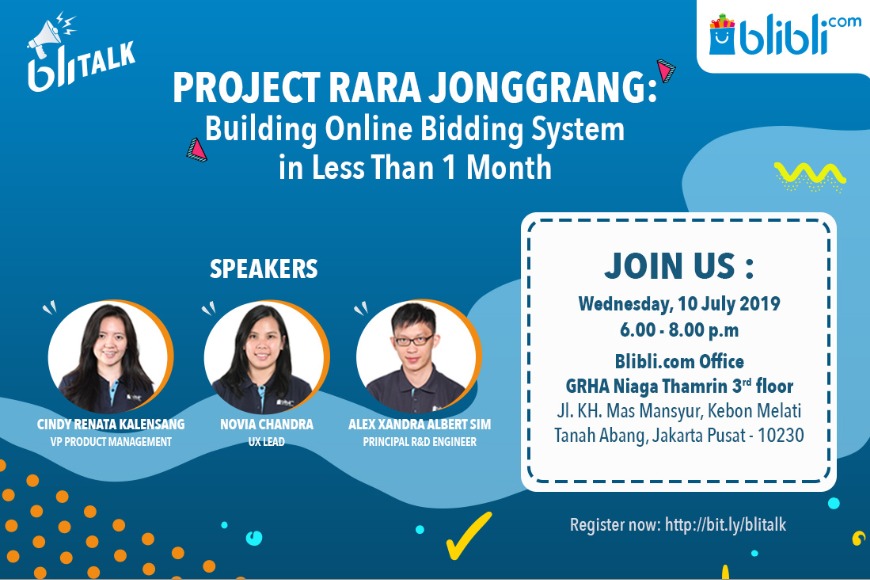 bliTALK
blibli.com
PROJECT RARA JONGGRANG:
Building Online Bidding System
in Less Than 1 Month
SPEAKERS
CINDY RENATA KALENSANG
VP PRODUCT MANAGEMENT
NOVIA CHANDRA
UX LEAD
ALEX XANDRA ALBERT SIM
PRINCIPAL R&D ENGINEER
JOIN US :
Wednesday, 10 July 2019
6.00 - 8.00 p.m
Blibli.com Office
GRHA Niaga Thamrin 3rd floor
Jl. KH. Mas Mansyur, Kebon Melati
Tanah Abang, Jakarta Pusat - 10230
Register now: http://bit.ly/blitalk